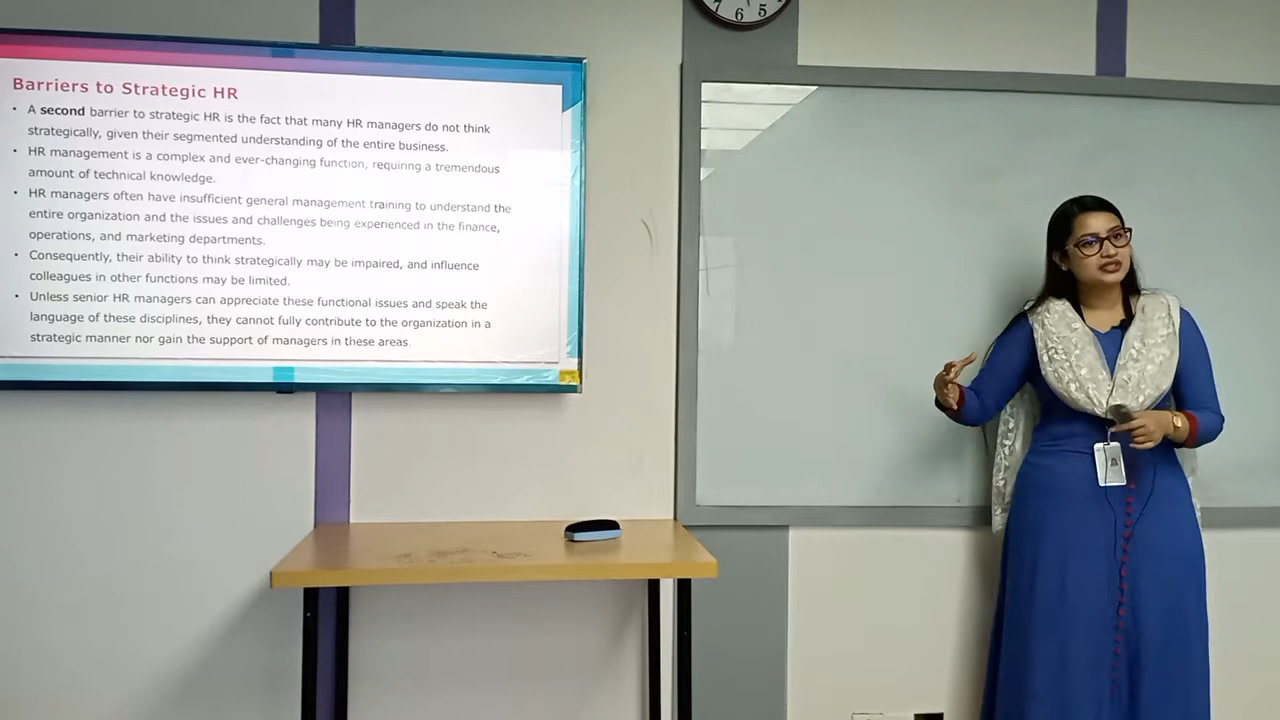 7 6 5
Barriers to Strategic HR
• A second barrier to strategic HR is the fact that many HR managers do not think
strategically, given their segmented understanding of the entire business.
• HR management is a complex and ever-changing function, requiring a tremendous
amount of technical knowledge.
• HR managers often have insufficient general management training to understand the
entire organization and the issues and challenges being experienced in the finance,
operations, and marketing departments.
• Consequently, their ability to think strategically may be impaired, and influence
colleagues in other functions may be limited.
• Unless senior HR managers can appreciate these functional issues and speak the
language of these disciplines, they cannot fully contribute to the organization in a
strategic manner nor gain the support of managers in these areas.